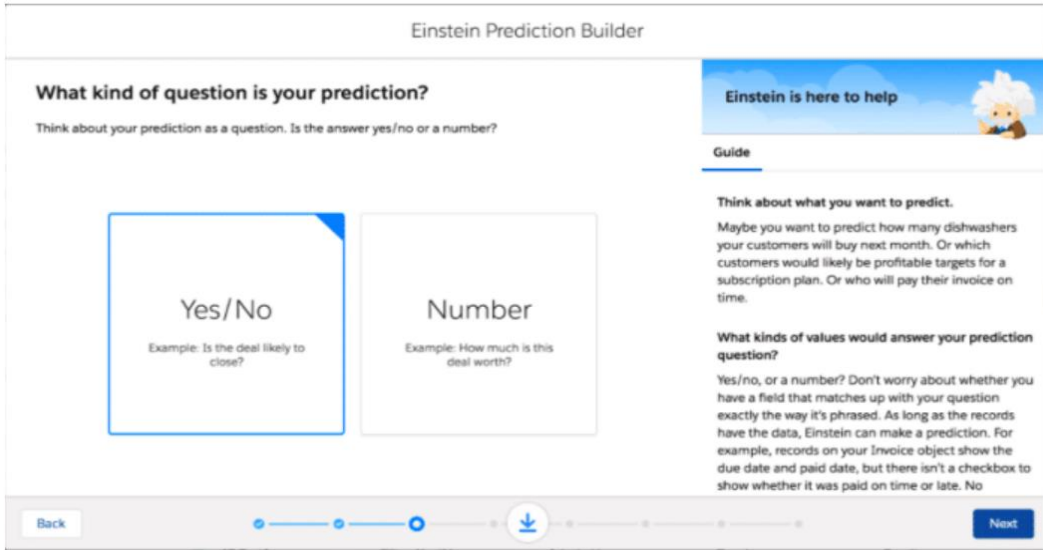 Einstein Prediction Builder
What kind of question is your prediction?
Think about your prediction as a question. Is the answer yes/no or a number?
Yes/No
Example: Is the deal likely to
close?
Number
Example: How much is this
deal worth?
Einstein is here to help
Guide
Think about what you want to predict.
Maybe you want to predict how many dishwashers
your customers will buy next month. Or which
customers would likely be profitable targets for a
subscription plan. Or who will pay their invoice on
time.
What kinds of values would answer your prediction
question?
Yes/no, or a number? Don't worry about whether you
have a field that matches up with your question
exactly the way it's phrased. As long as the records
have the data, Einstein can make a prediction. For
example, records on your Invoice object show the
due date and paid date, but there isn't a checkbox to
show whether it was paid on time or late. No
Back
Next